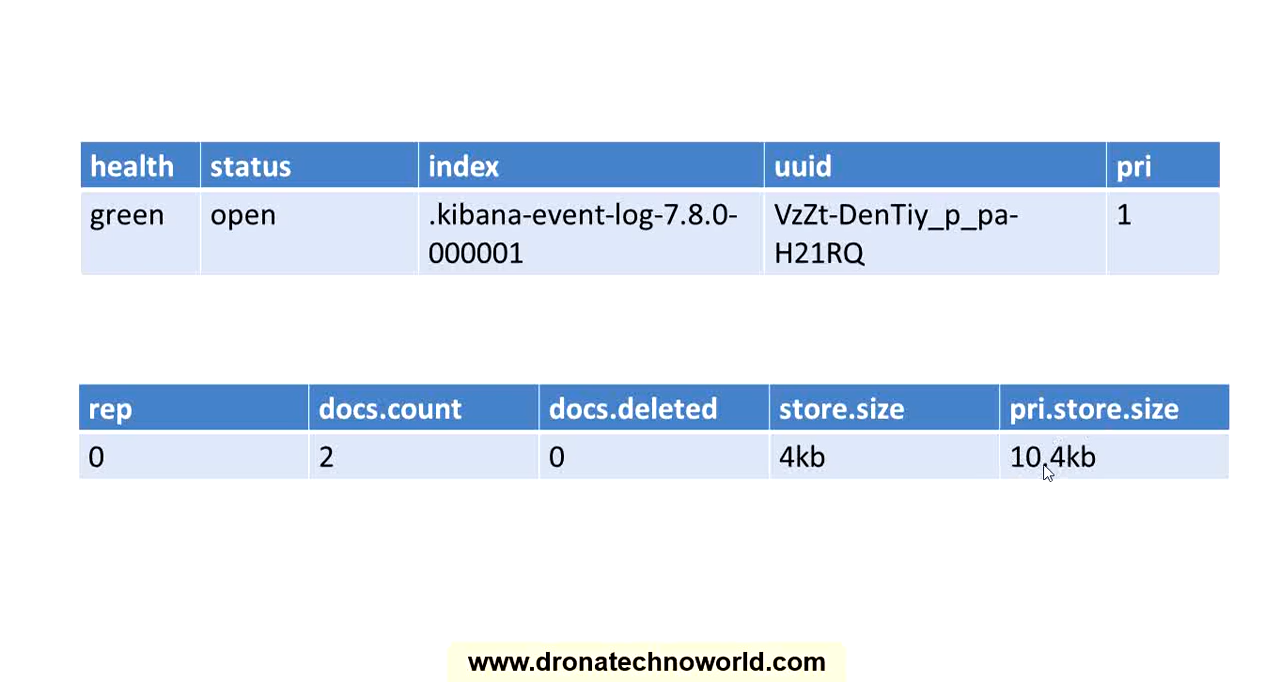 health status index uuid pri
green open .kibana-event-log-7.8.0- VzZt-DenTiy_p_pa- 1
000001 H21RQ
rep docs.count docs.deleted store.size pri.store.size
0 2 0 4kb 10.4kb
www.dronatechnoworld.com